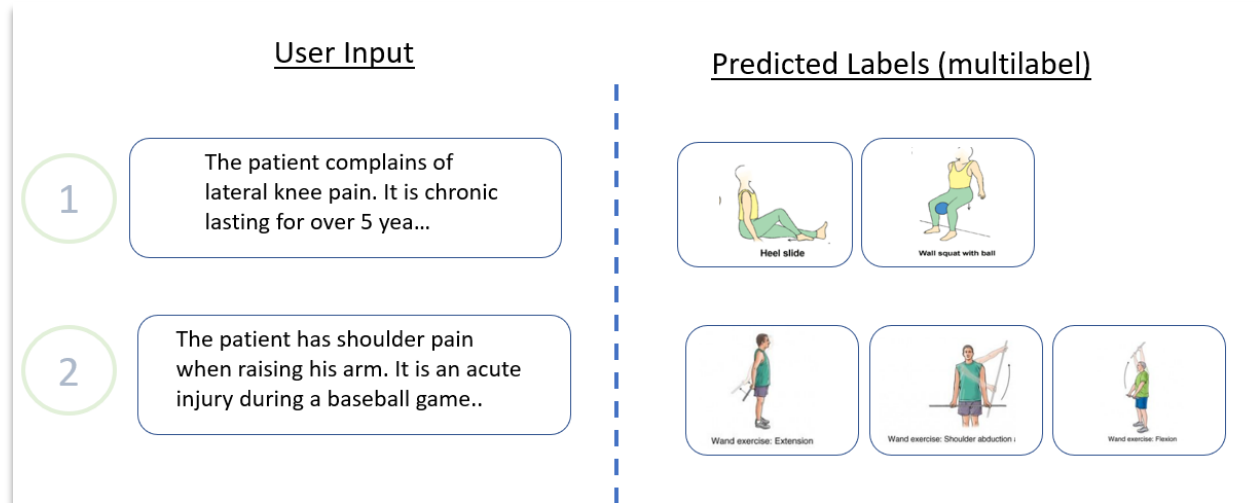 User Input
Predicted Labels (multilabel)
1
The patient complains of
lateral knee pain. It is chronic
lasting for over 5 yea...
Heel slide
Wall squat with ball
2
The patient has shoulder pain
when raising his arm. It is an acute
injury during a baseball game..
Wand exercise: Extension
Wand exercise: Shoulder abduction
Wand exercise: Flexion